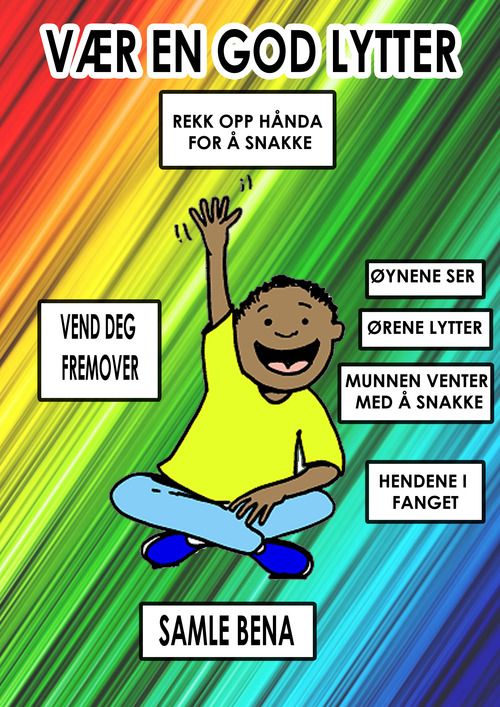 VÆR EN GOD LYTTER
REKK OPP HÅNDA
FOR Å SNAKKE
ØYNENE SER
VEND DEG
FREMOVER
ØRENE LYTTER
MUNNEN VENTER
MED Å SNAKKE
HENDENE I
FANGET
SAMLE BENA